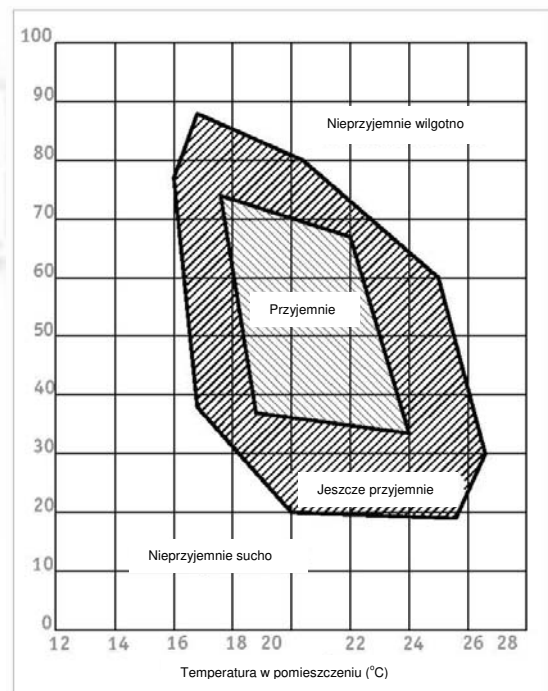 100
90
Nieprzyjemnie wilgotno
80
70
60
Przyjemnie
50
40
30
Jeszcze przyjemnie
20
Nieprzyjemnie sucho
10
0
12 14 16 18 20 22 24 26 28
Temperatura w pomieszczeniu (°C)